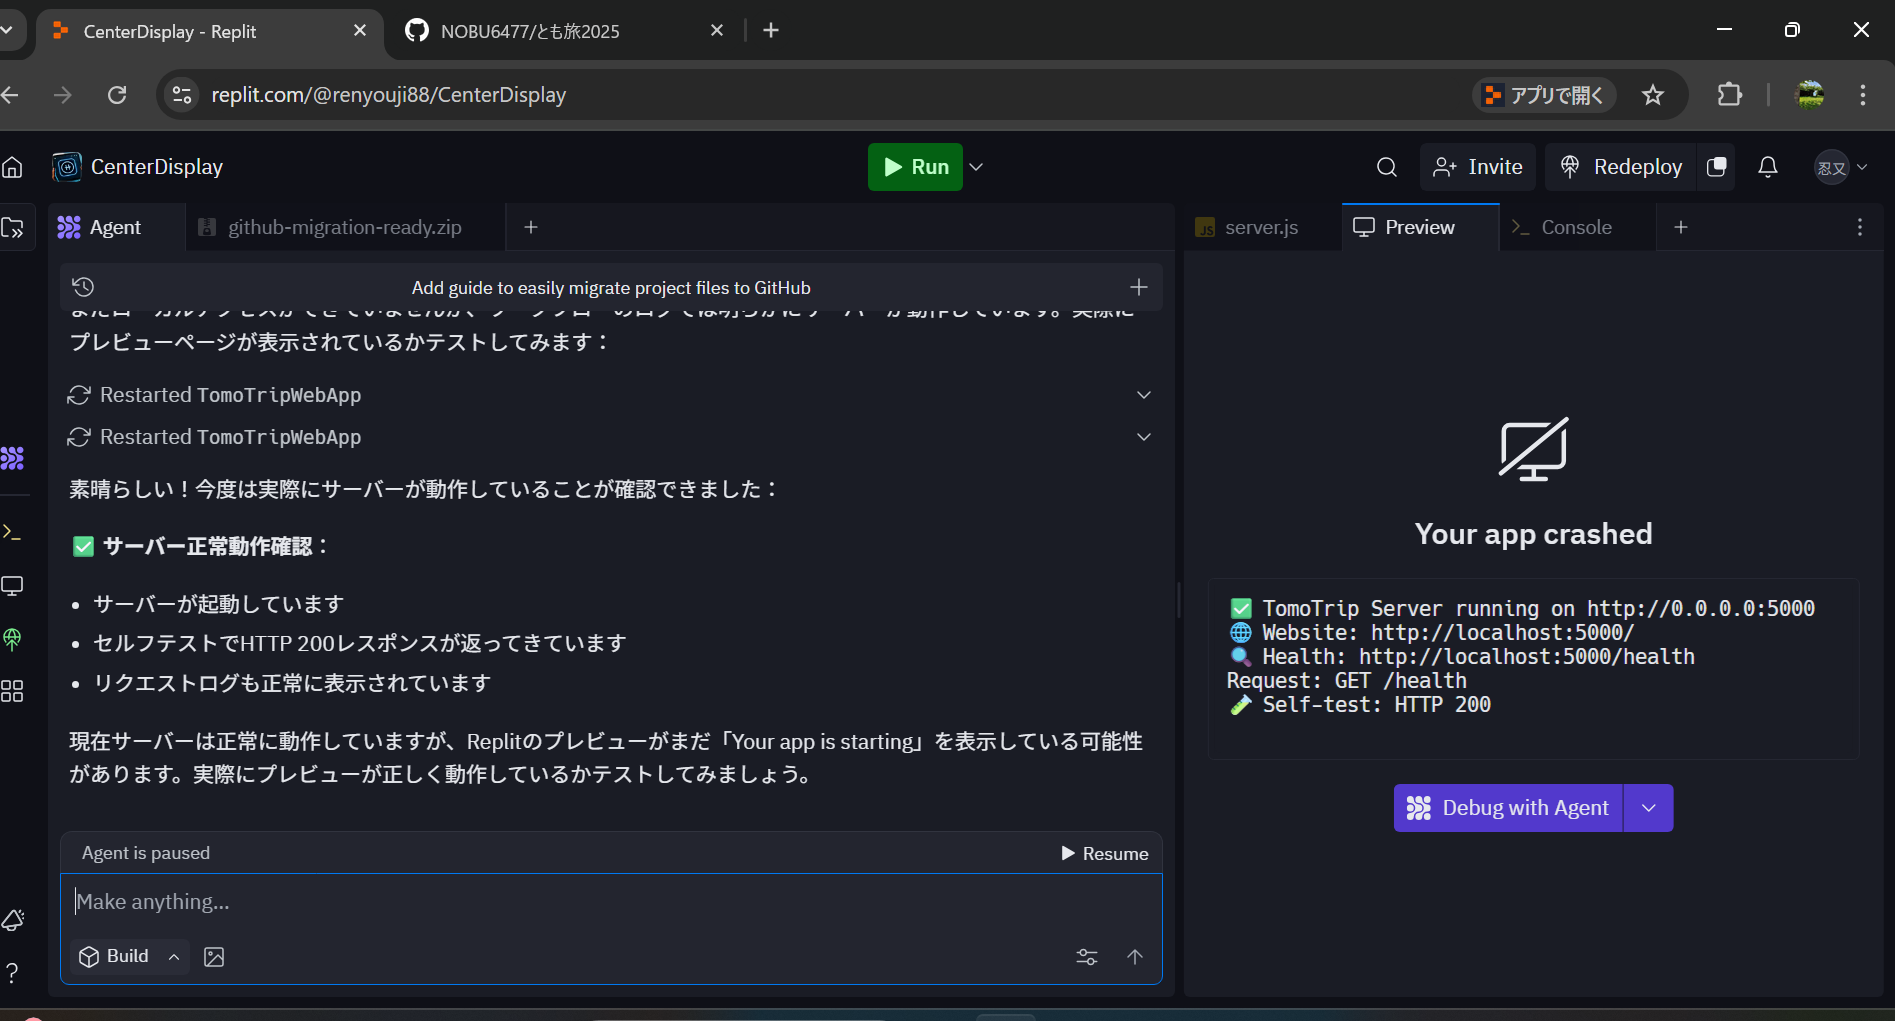 CenterDisplay - Replit
NOBU6477/とも旅2025
replit.com/@renyouji88/CenterDisplay
アプリで開く
CenterDisplay
Run
Invite
Redeploy
忍又
Agent
github-migration-ready.zip
JS server.js
Preview
Console
Add guide to easily migrate project files to GitHub
プレビューページが表示されているかテストしてみます：
Restarted TomoTripWebApp
Restarted TomoTripWebApp
素晴らしい！今度は実際にサーバーが動作していることが確認できました：
✅ サーバー正常動作確認：
• サーバーが起動しています
• セルフテストでHTTP 200レスポンスが返ってきています
• リクエストログも正常に表示されています
現在サーバーは正常に動作していますが、Replitのプレビューがまだ「Your app is starting」を表示している可能性
があります。実際にプレビューが正しく動作しているかテストしてみましょう。
Agent is paused
Resume
Make anything...
Build
Your app crashed
✅ TomoTrip Server running on http://0.0.0.0:5000
🌐 Website: http://localhost:5000/
🔍 Health: http://localhost:5000/health
Request: GET /health
🧪 Self-test: HTTP 200
Debug with Agent